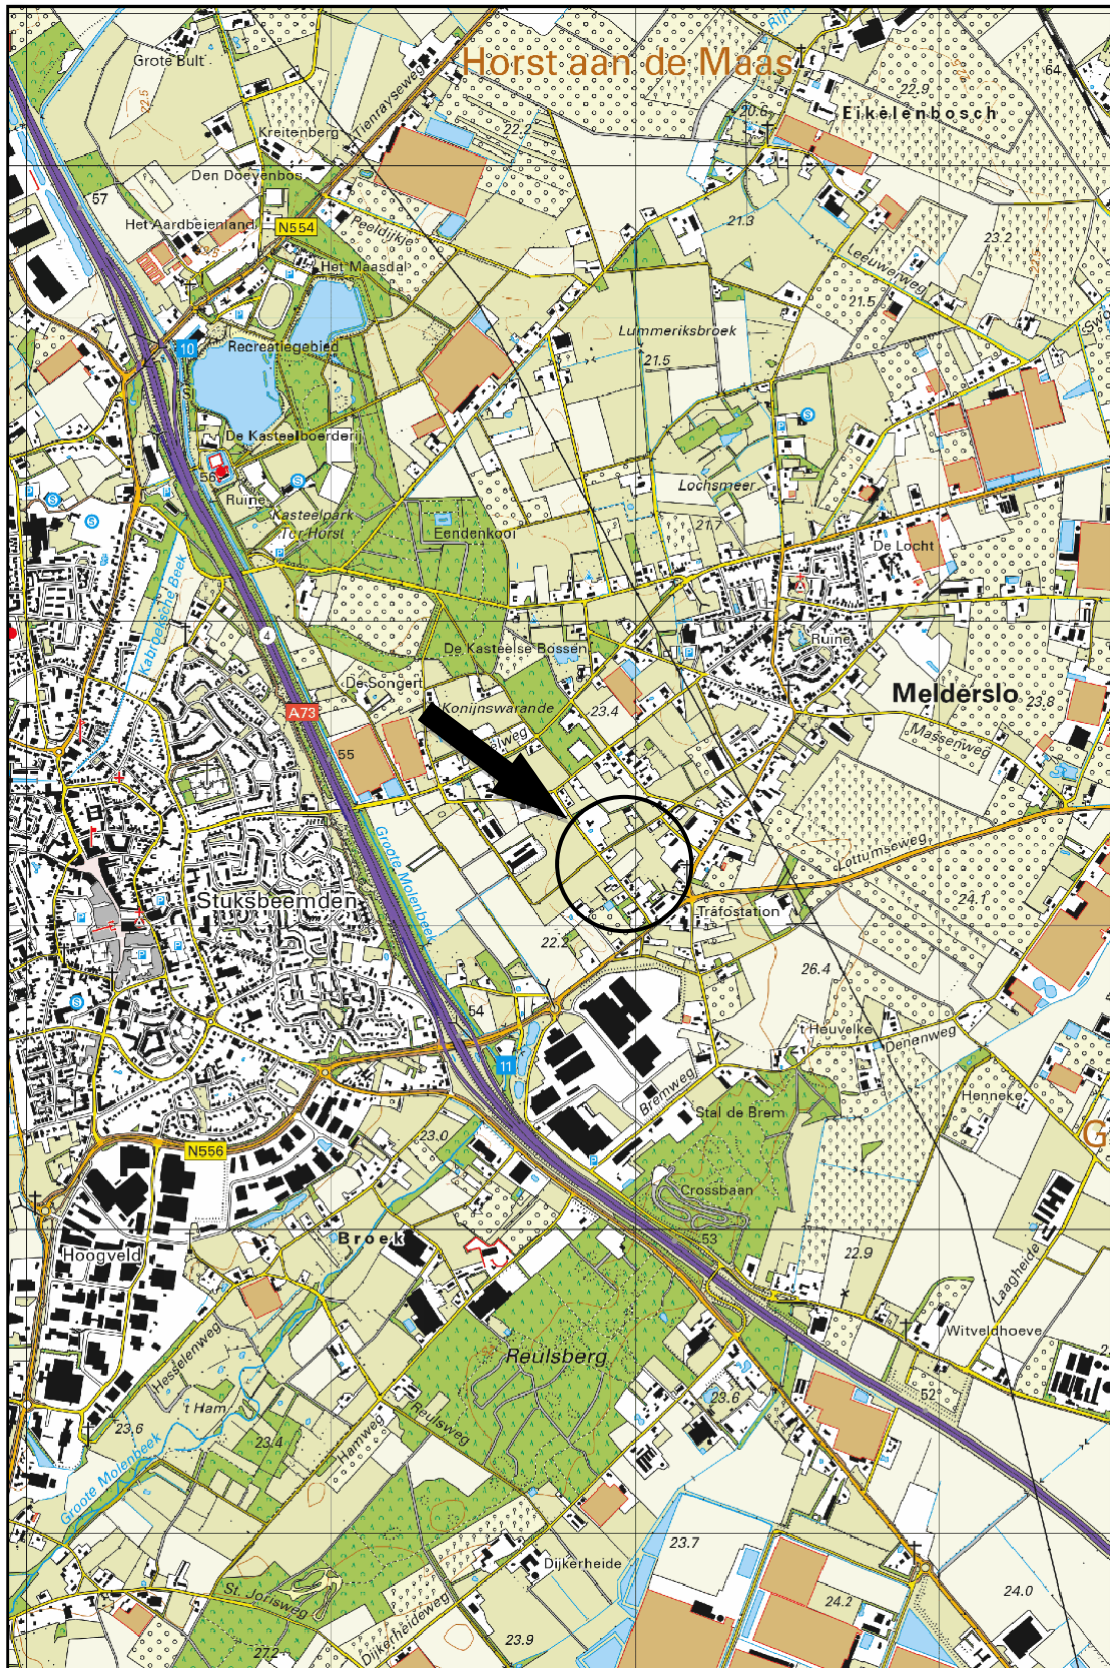 Grote Bult
Rijn
Horst aan de Maas
64
22.5
Tienrayseweg
22.9
20.6
Eikelenbosch
Kreitenberg
22.2
Den Doevenbos
57
21.3
Het Aardbeienland
N554
Peeldijkje
23.2
Leeuwerweg
Het Maasdal
21.5
10
Recreatiegebied
Lummeriksbroek
21.5
S
De Kasteelboerderij
56
Ruïne
Lochsmeer
Kasteelpark
Ter Horst
21.7
Eendenkooi
De Locht
Kabroeksche Beek
4
Ruïne
De Kasteelse Bossen
De Songert
Melderslo
23.8
Konijnswarande
23.4
A73
Massenweg
55
Groote Molenbeek
Lottumseweg
Stuksbeemden
24.1
Trafostation
22.2
26.4
54
't Heuvelke
Denenweg
11
Bremweg
Henneke
Stal de Brem
23.0
G
N556
Crossbaan
Broek
53
Hoogveld
22.9
Laagheide
Witveldhoeve
Reulsberg
Hesselenweg
52
't Ham
23.6
23.6
Reulsweg
23.4
Hamweg
Groote Molenbeek
23.7
Dijkerheide
St. Jorisweg
24.0
24.2
Dijkerheideweg
23.9
27.2